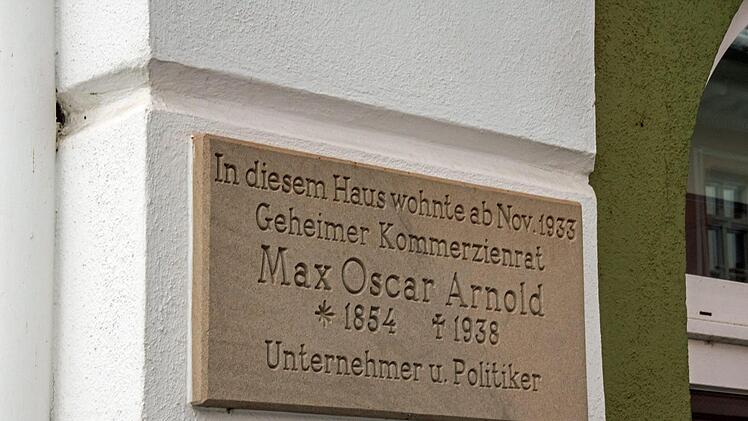 In diesem Haus wohnte ab Nov. 1933
Geheimer Kommerzienrat
Max Oscar Arnold
* 1854 † 1938
Unternehmer u. Politiker